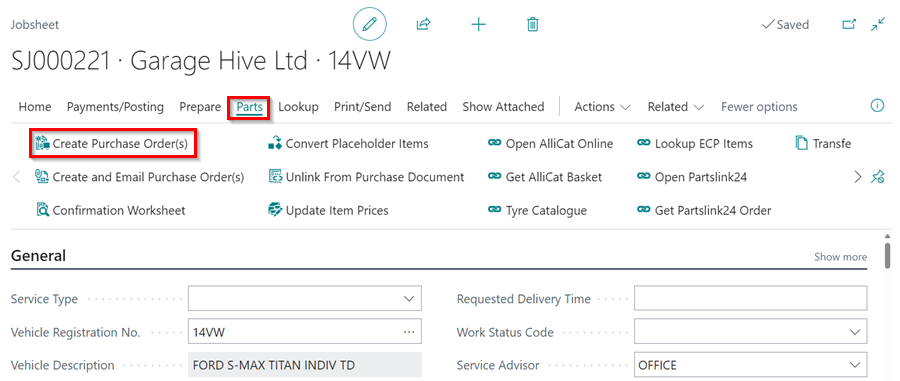 Jobsheet
Saved
SJ000221 · Garage Hive Ltd · 14VW
Home Payments/Posting Prepare Parts Lookup Print/Send Related Show Attached Actions Related Fewer options
Create Purchase Order(s) Convert Placeholder Items Open AlliCat Online Lookup ECP Items Transfe
Create and Email Purchase Order(s) Unlink From Purchase Document Get AlliCat Basket Open Partslink24
Confirmation Worksheet Update Item Prices Tyre Catalogue Get Partslink24 Order
General Show more
Service Type Requested Delivery Time
Vehicle Registration No. 14VW Work Status Code
Vehicle Description FORD S-MAX TITAN INDIV TD Service Advisor OFFICE